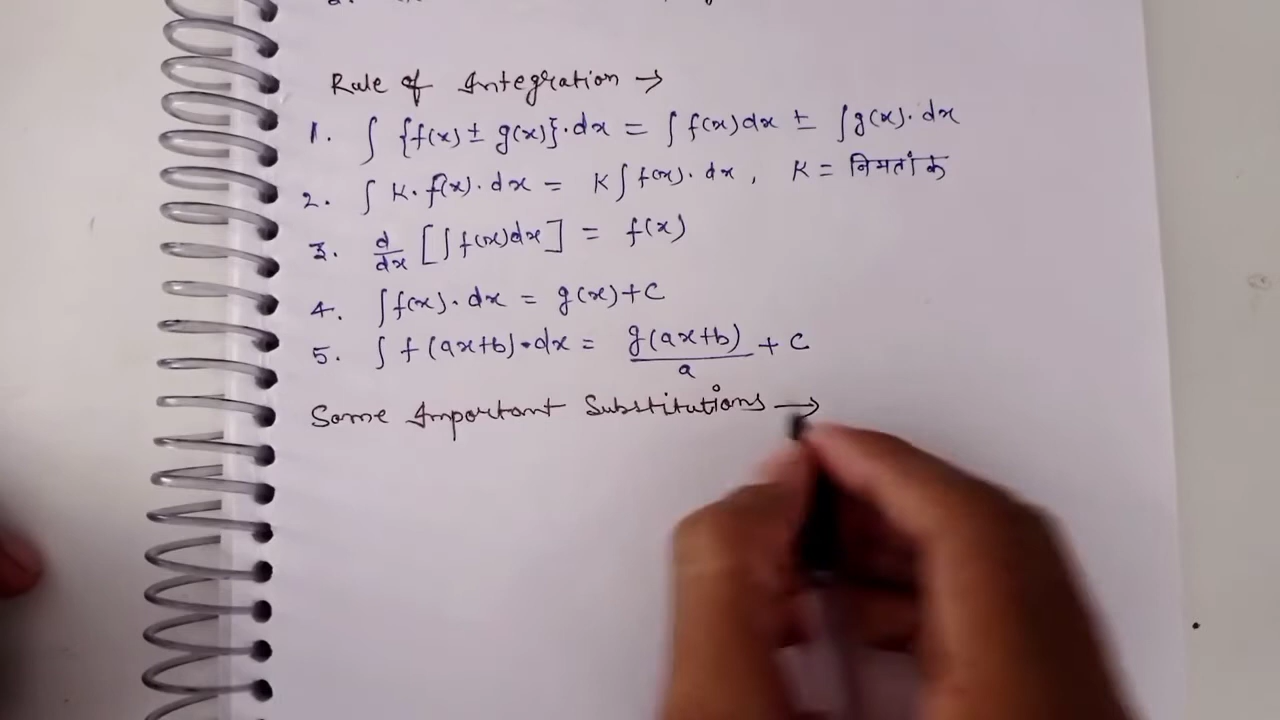 Rule of Integration →
1. ∫ {f(x) ± g(x)}·dx = ∫ f(x)dx ± ∫ g(x)·dx
2. ∫ K·f(x)·dx = K∫ f(x)·dx, K = नियतांक
3. d/dx [∫ f(x)dx] = f(x)
4. ∫ f(x)·dx = g(x)+C
5. ∫ f(ax+b)·dx = g(ax+b)/a + C
Some Important Substitutions →